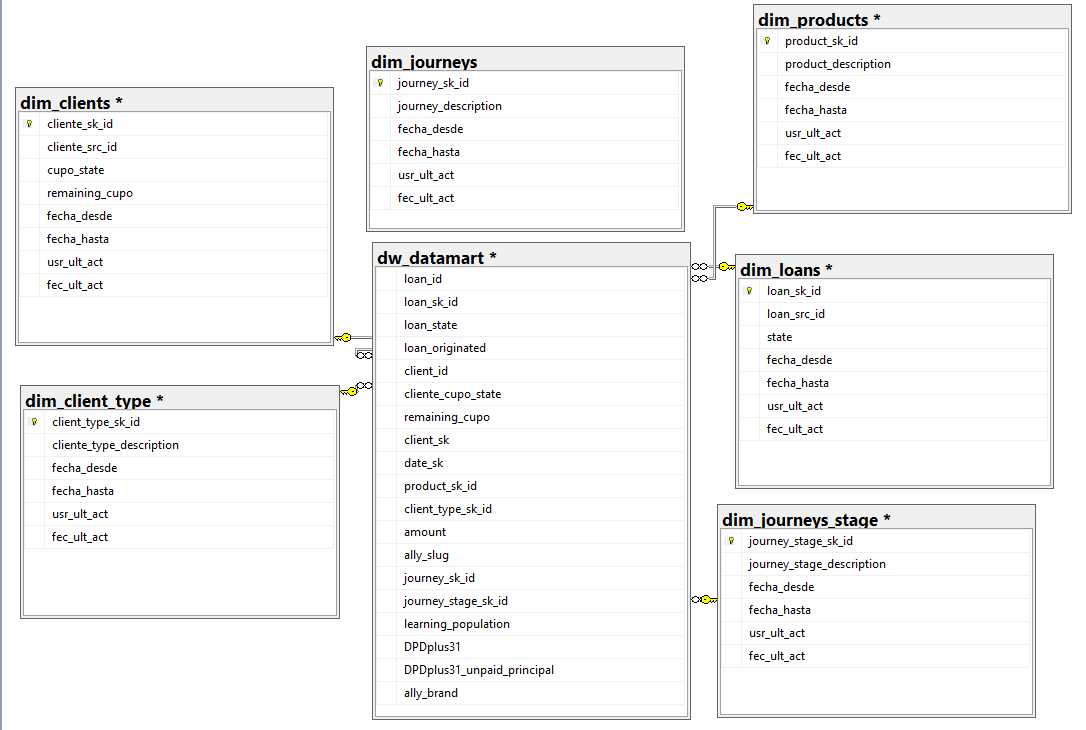 dim_products *
product_sk_id
product_description
fecha_desde
fecha_hasta
usr_ult_act
fec_ult_act
dim_journeys
journey_sk_id
journey_description
fecha_desde
fecha_hasta
usr_ult_act
fec_ult_act
dim_clients *
cliente_sk_id
cliente_src_id
cupo_state
remaining_cupo
fecha_desde
fecha_hasta
usr_ult_act
fec_ult_act
dw_datamart *
loan_id
loan_sk_id
loan_state
loan_originated
client_id
cliente_cupo_state
remaining_cupo
client_sk
date_sk
product_sk_id
client_type_sk_id
amount
ally_slug
journey_sk_id
journey_stage_sk_id
learning_population
DPDplus31
DPDplus31_unpaid_principal
ally_brand
dim_loans *
loan_sk_id
loan_src_id
state
fecha_desde
fecha_hasta
usr_ult_act
fec_ult_act
dim_client_type *
client_type_sk_id
cliente_type_description
fecha_desde
fecha_hasta
usr_ult_act
fec_ult_act
dim_journeys_stage *
journey_stage_sk_id
journey_stage_description
fecha_desde
fecha_hasta
usr_ult_act
fec_ult_act